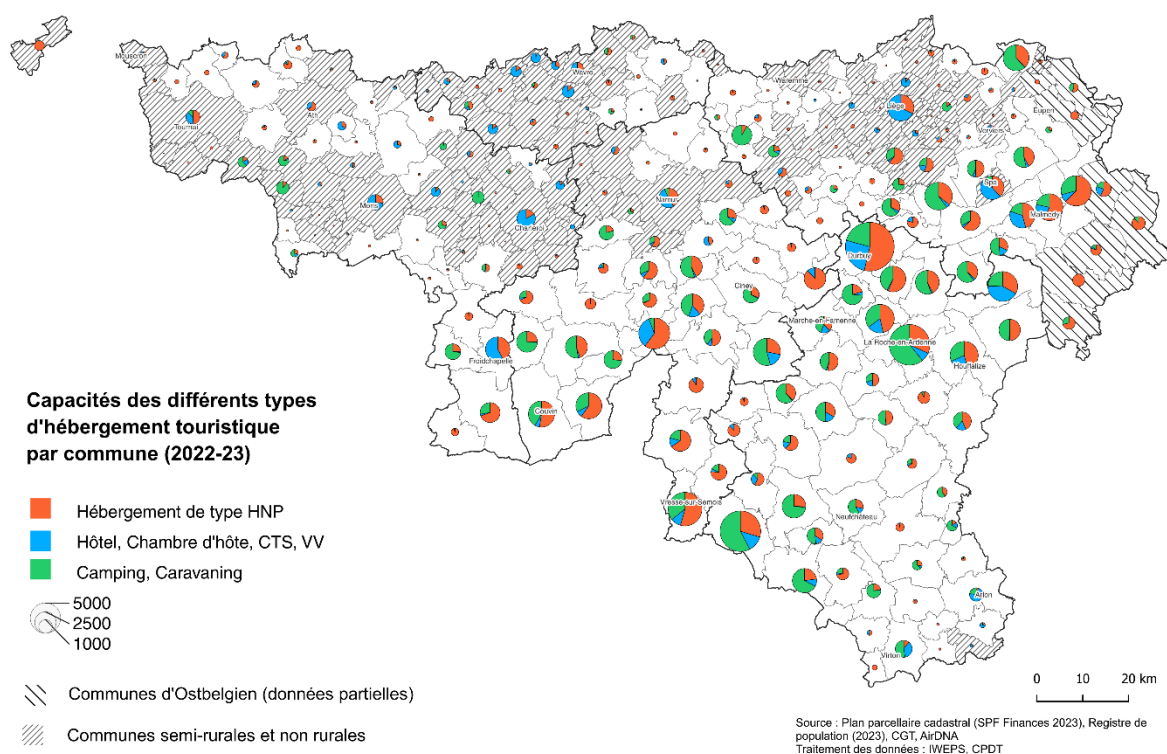 Mouscron
Wavre
Waremme
Liège
Eupen
Tournai
Ath
Verviers
Spa
Mons
Namur
Malmedy
Charleroi
Durbuy
Ciney
Marche-en-Famenne
La Roche-en-Ardenne
Froidchapelle
Houffalize
Couvin
Vresse-sur-Semois
Neufchâteau
Arlon
Virton
Capacités des différents types
d'hébergement touristique
par commune (2022-23)
Hébergement de type HNP
Hôtel, Chambre d'hôte, CTS, VV
Camping, Caravaning
5000
2500
1000
Communes d'Ostbelgien (données partielles)
Communes semi-rurales et non rurales
0 10 20 km
Source : Plan parcellaire cadastral (SPF Finances 2023), Registre de
population (2023), CGT, AirDNA
Traitement des données : IWEPS, CPDT